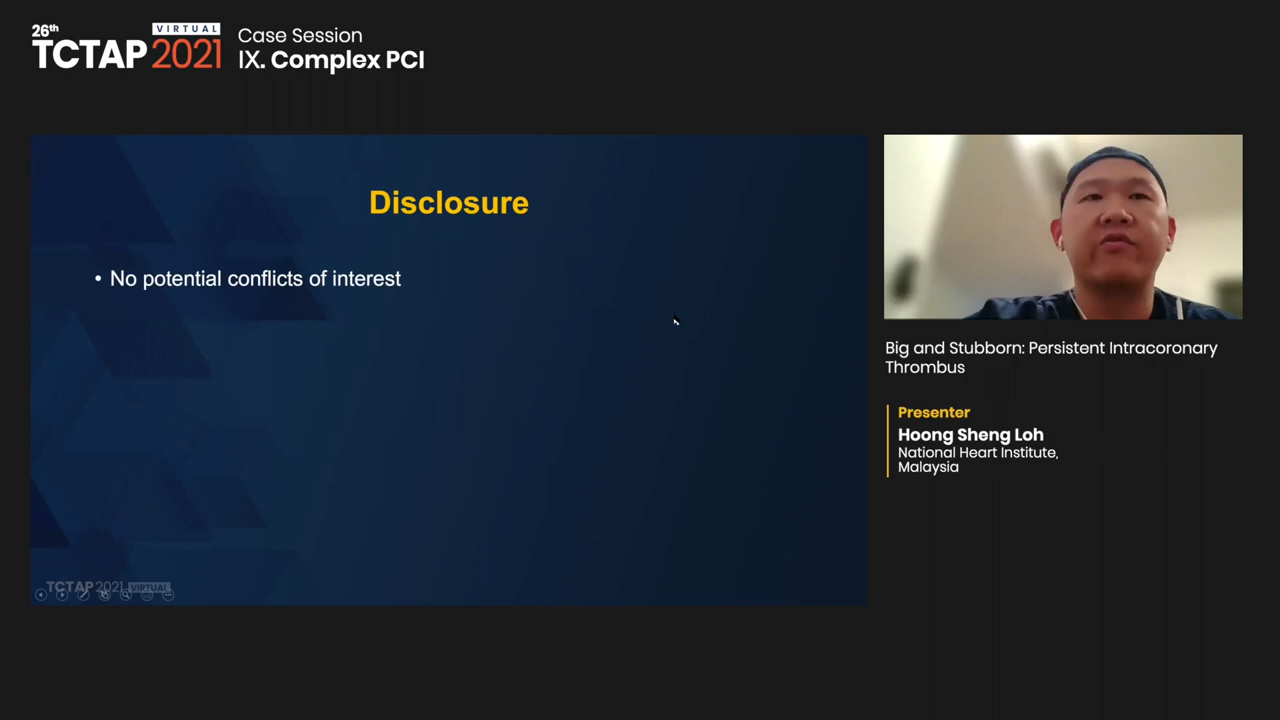 26th
VIRTUAL
TCTAP 2021
Case Session
IX. Complex PCI
Disclosure
• No potential conflicts of interest
TCTAP 2021 VIRTUAL
Big and Stubborn: Persistent Intracoronary
Thrombus
Presenter
Hoong Sheng Loh
National Heart Institute,
Malaysia